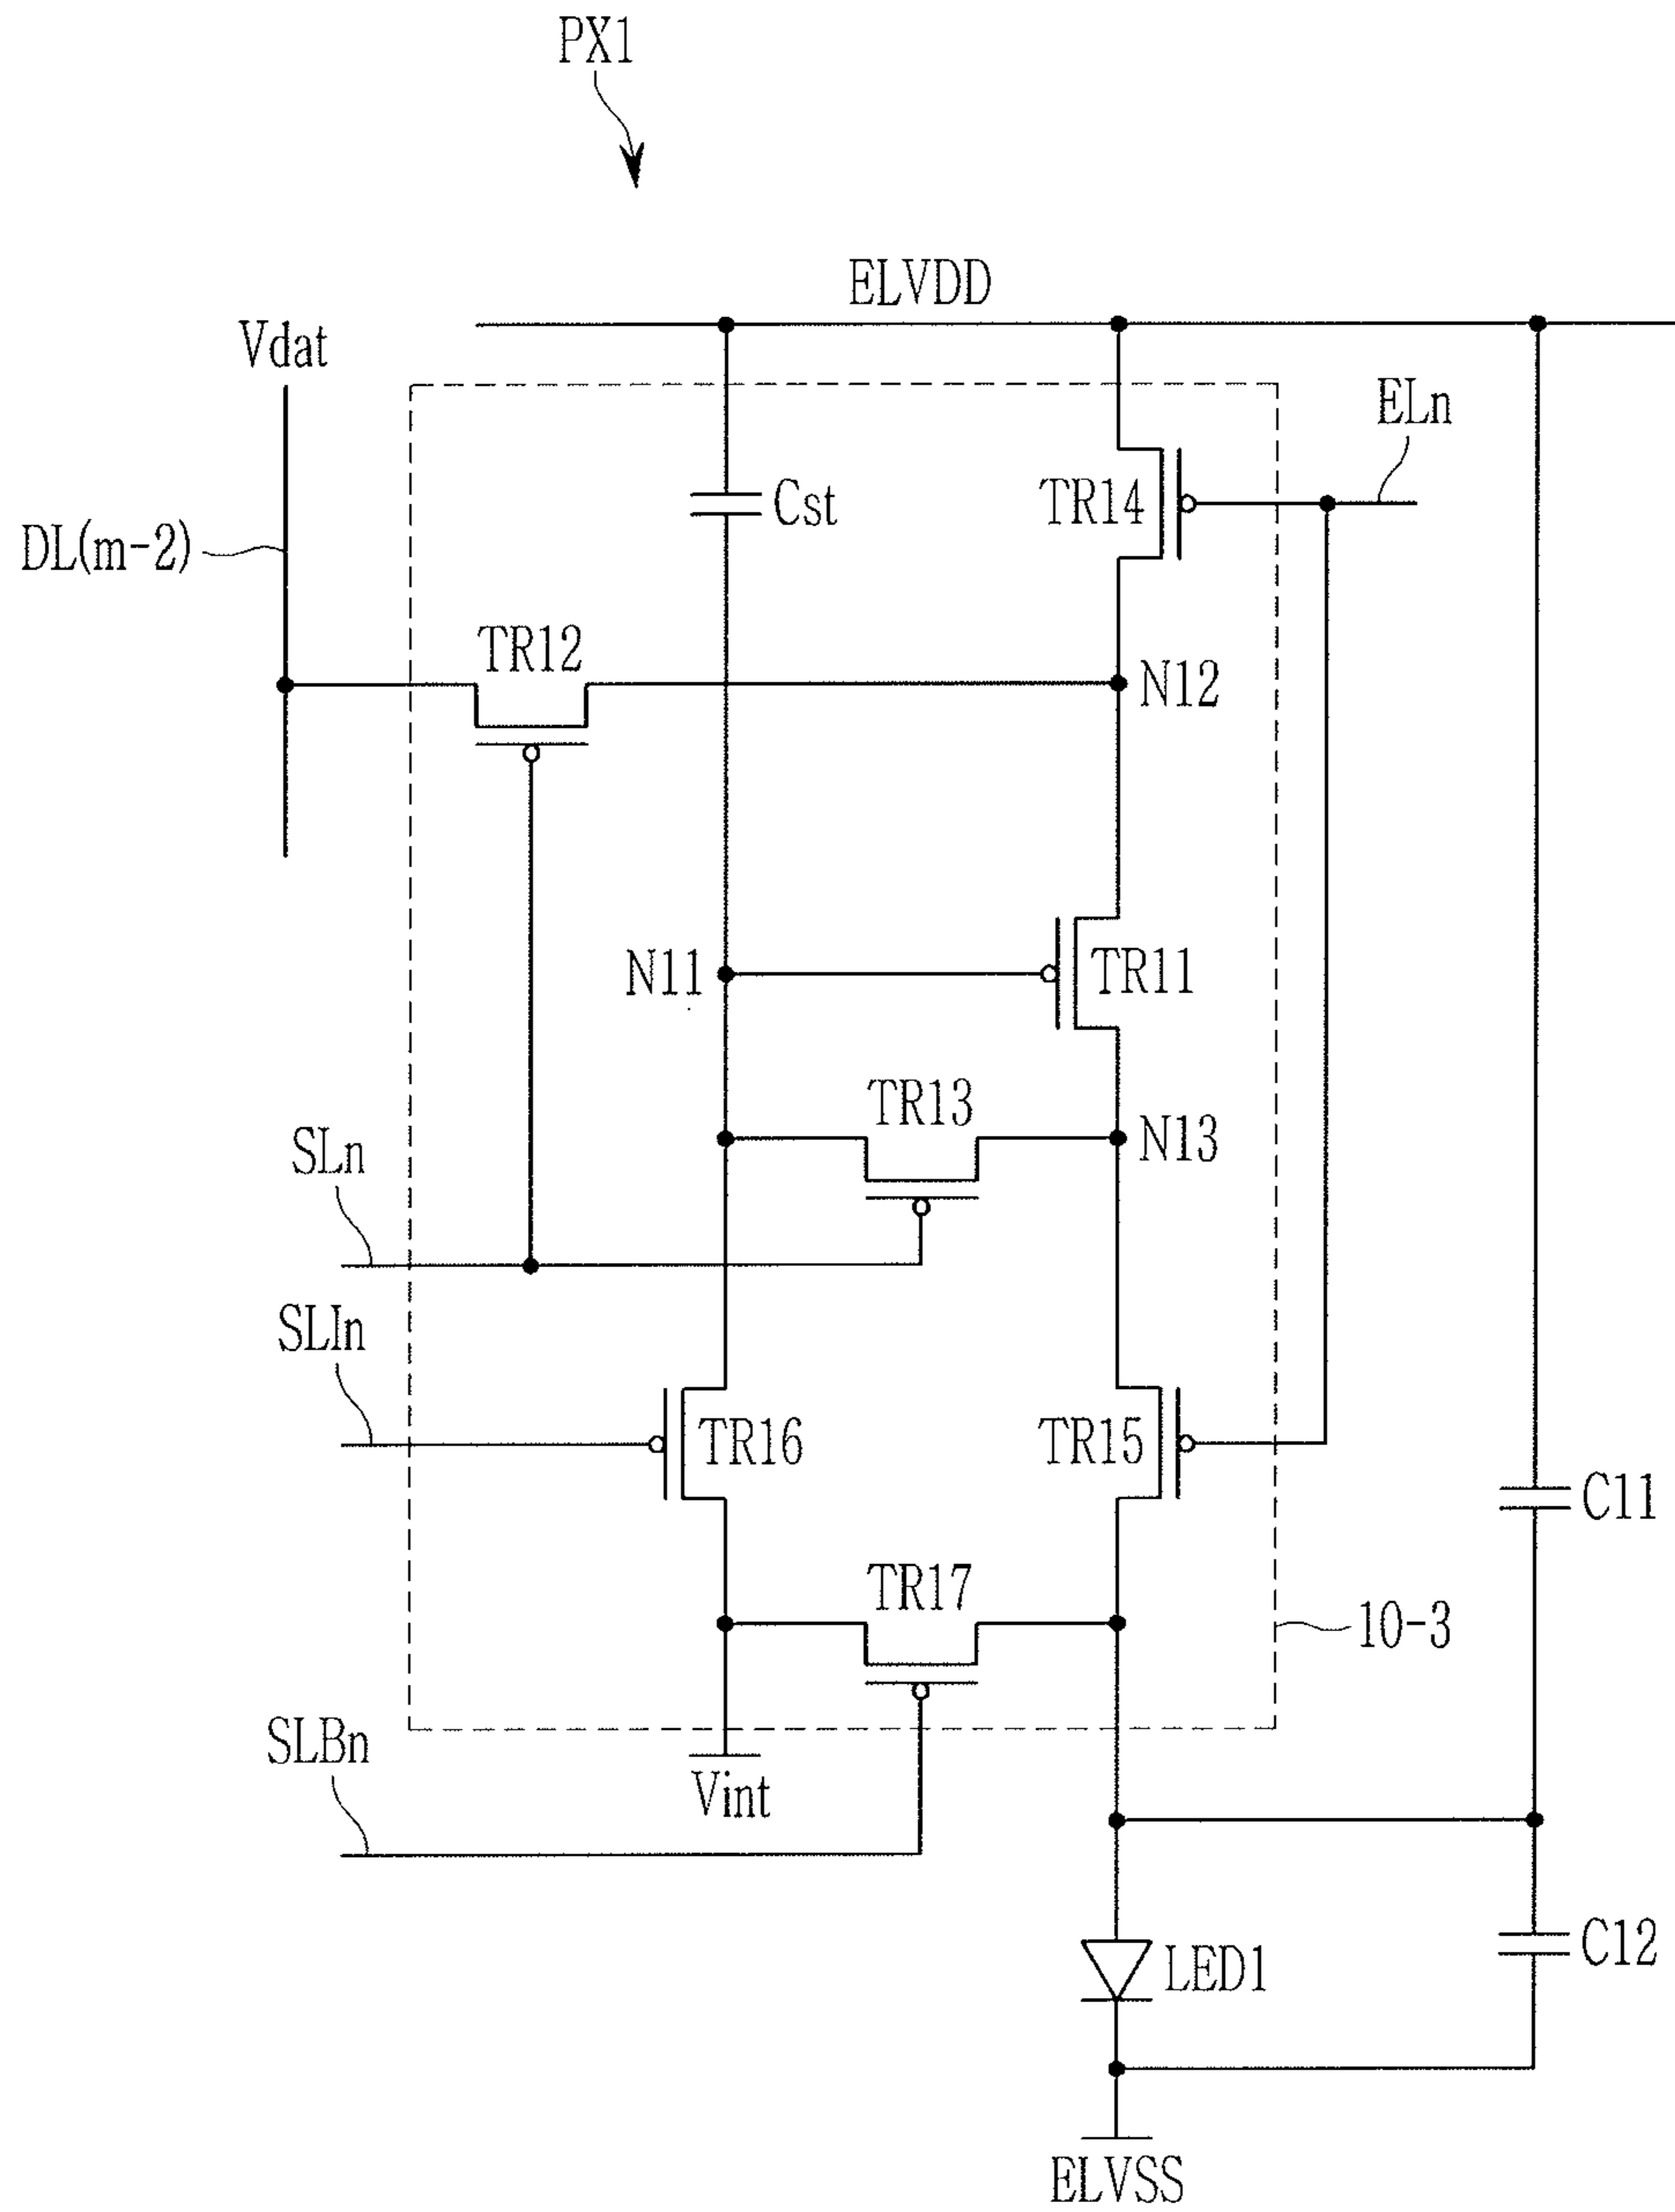 PX1
ELVDD
Vdat
ELn
TR14
Cst
DL(m-2)
TR12
N12
N11
TR11
TR13
N13
SLn
SLIn
TR16
TR15
C11
TR17
10-3
SLBn
Vint
LED1
C12
ELVSS